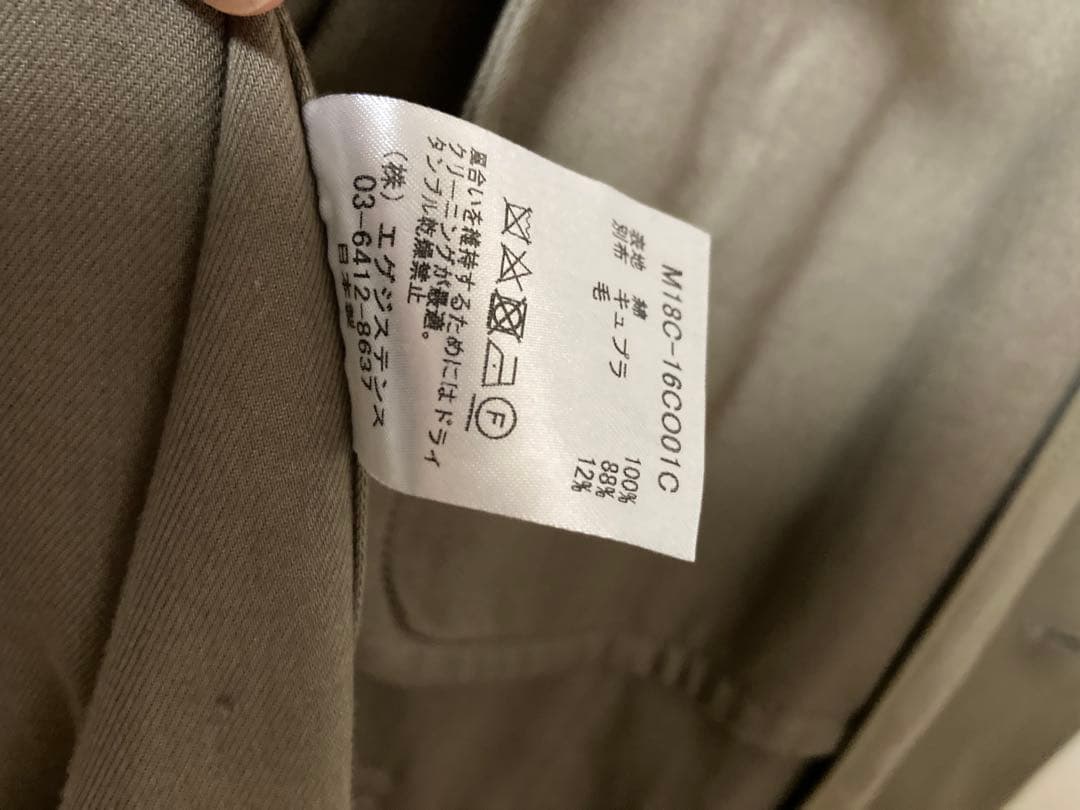 M18C-16CO01C
表地 綿 100%
別布 キュプラ 88%
毛 12%
F
風合いを維持するためにはドライ
クリーニングが最適。
タンブル乾燥禁止
(株) エグジステンス
03-6412-8637
日本製